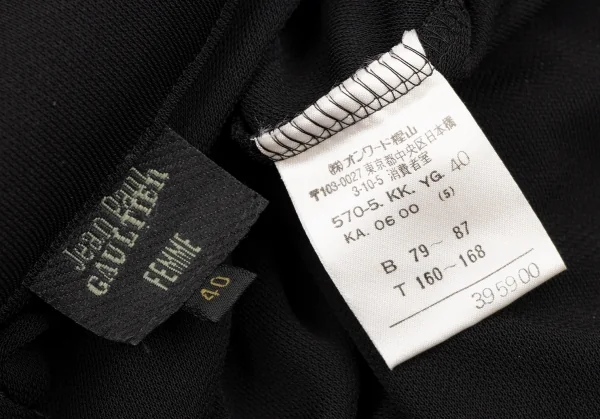 Jean Paul
GAULTIER
FEMME
40
㈱オンワード樫山
〒103-0027 東京都中央区日本橋
3-10-5 消費者室
570-5. KK. YG 40
KA. 06 00 (5)
B 79～ 87
T 160～168
39 59 00